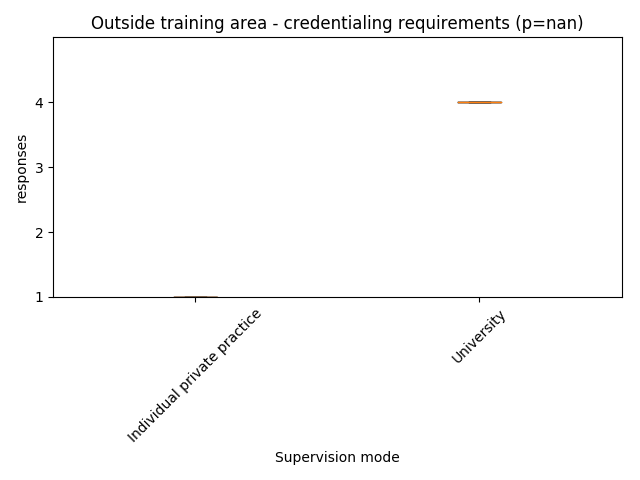 Outside training area - credentialing requirements (p=nan)
responses
4
3
2
1
Individual private practice
University
Supervision mode